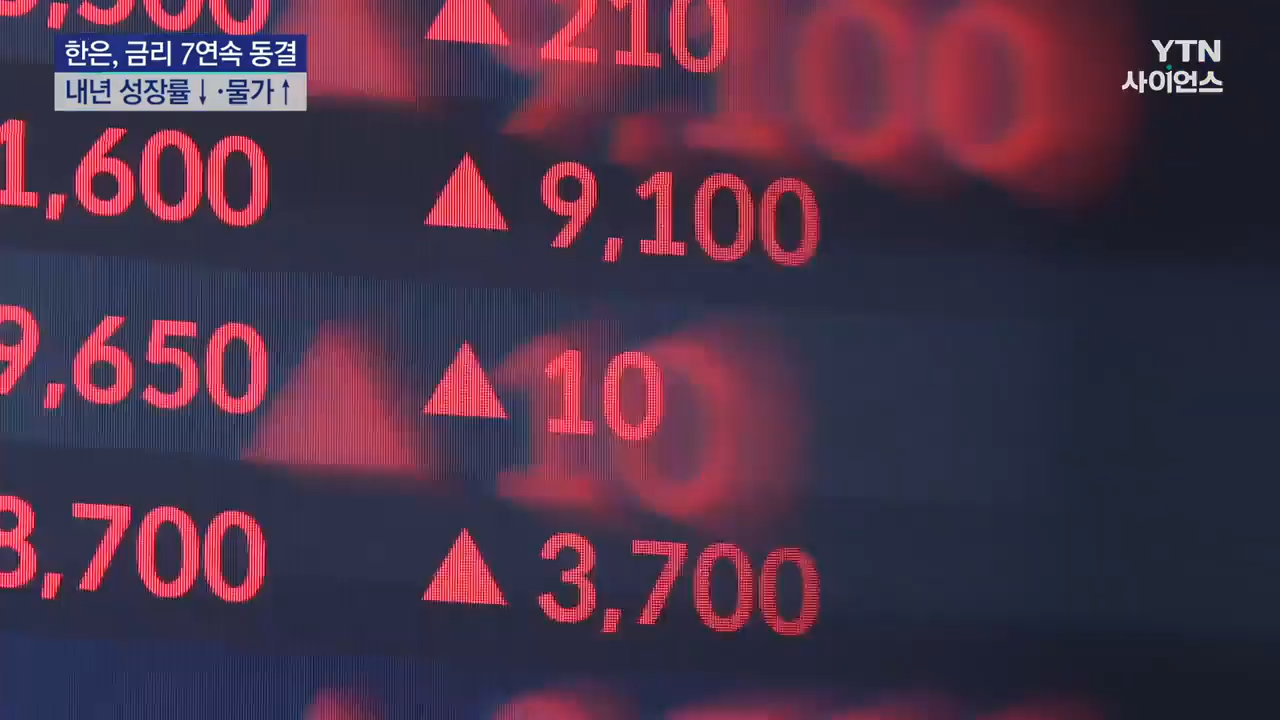 한은, 금리 7연속 동결
내년 성장률↓·물가↑
YTN
사이언스
▲210
1,600 ▲9,100
9,650 ▲10
3,700 ▲3,700